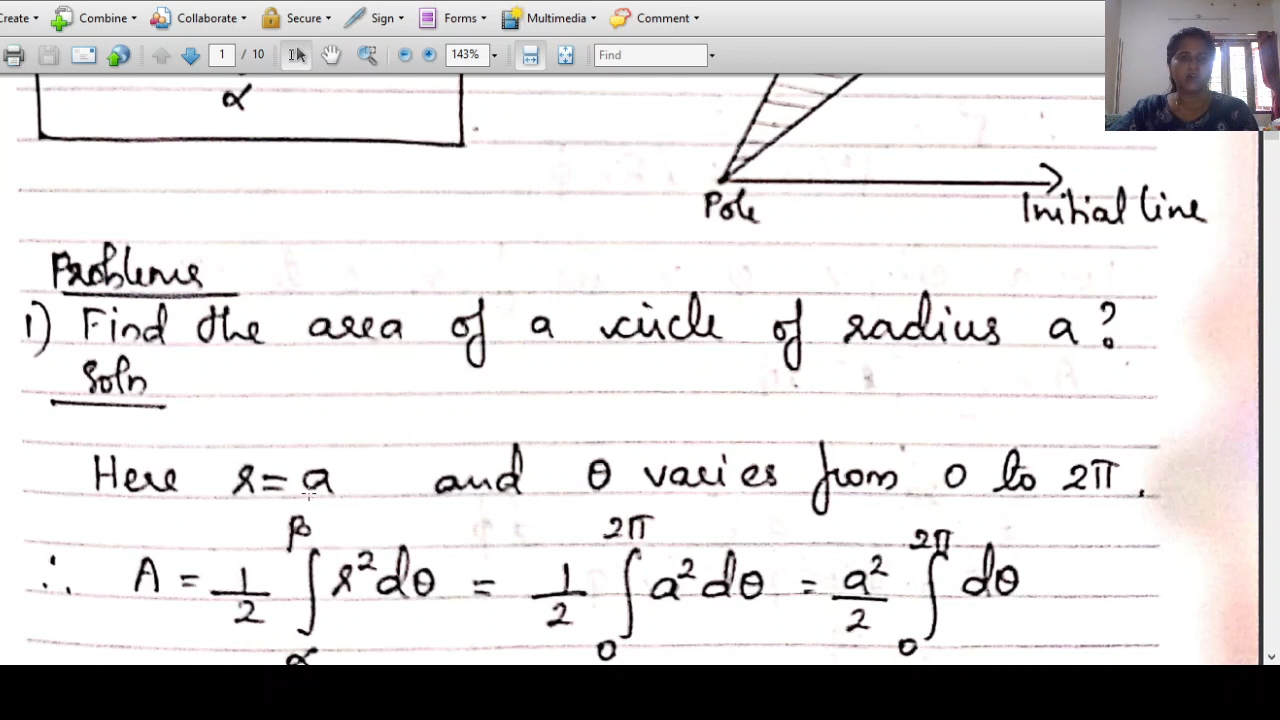 Create Combine Collaborate Secure Sign Forms Multimedia Comment
1 / 10 143% Find
α
Pole
Initial line
Problems
1) Find the area of a circle of radius a?
Soln
Here r = a and θ varies from 0 to 2π.
∴ A = 1/2 ∫_α^β r² dθ = 1/2 ∫_0^2π a² dθ = a²/2 ∫_0^2π dθ